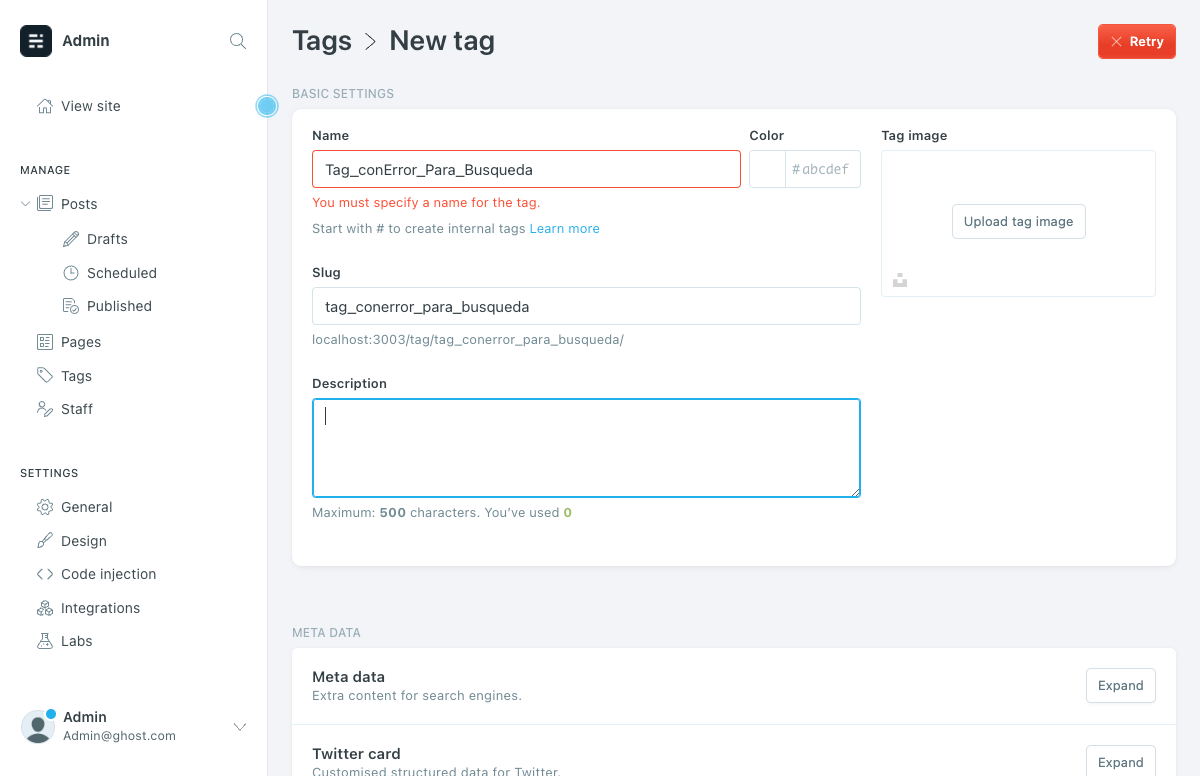 Admin
View site
MANAGE
Posts
Drafts
Scheduled
Published
Pages
Tags
Staff
SETTINGS
General
Design
Code injection
Integrations
Labs
Admin
Admin@ghost.com
Tags > New tag
Retry
BASIC SETTINGS
Name
Tag_conError_Para_Busqueda
You must specify a name for the tag.
Start with # to create internal tags Learn more
Color
#abcdef
Tag image
Upload tag image
Slug
tag_conerror_para_busqueda
localhost:3003/tag/tag_conerror_para_busqueda/
Description
Maximum: 500 characters. You’ve used 0
META DATA
Meta data
Extra content for search engines.
Expand
Twitter card
Customised structured data for Twitter.
Expand